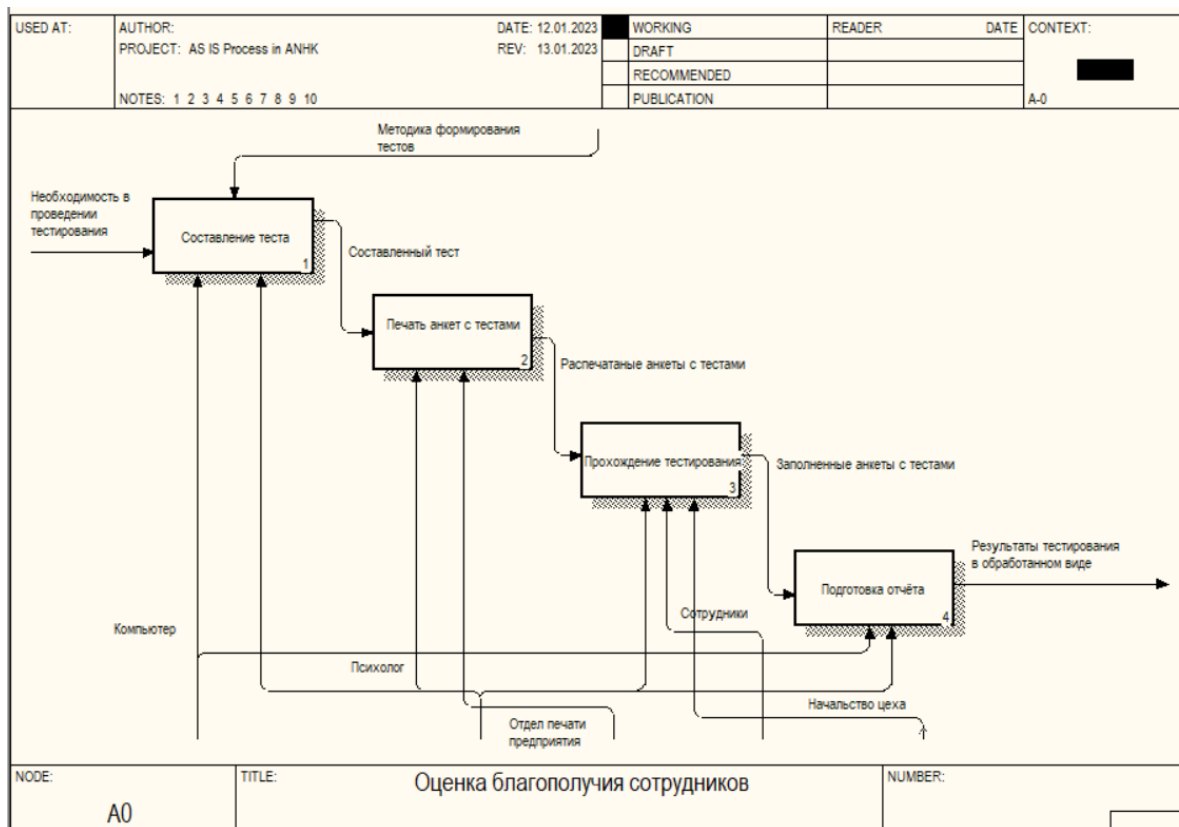 USED AT:
AUTHOR:
DATE: 12.01.2023
WORKING
READER
DATE
CONTEXT:
PROJECT: AS IS Process in ANHK
REV: 13.01.2023
DRAFT
RECOMMENDED
NOTES: 1 2 3 4 5 6 7 8 9 10
PUBLICATION
A-0
Методика формирования
тестов
Необходимость в
проведении
тестирования
Составление теста
1
Составленный тест
Печать анкет с тестами
2
Распечатаные анкеты с тестами
Прохождение тестирования
3
Заполненные анкеты с тестами
Результаты тестирования
в обработанном виде
Подготовка отчёта
4
Сотрудники
Компьютер
Психолог
Начальство цеха
Отдел печати
предприятия
NODE:
TITLE:
Оценка благополучия сотрудников
NUMBER:
A0